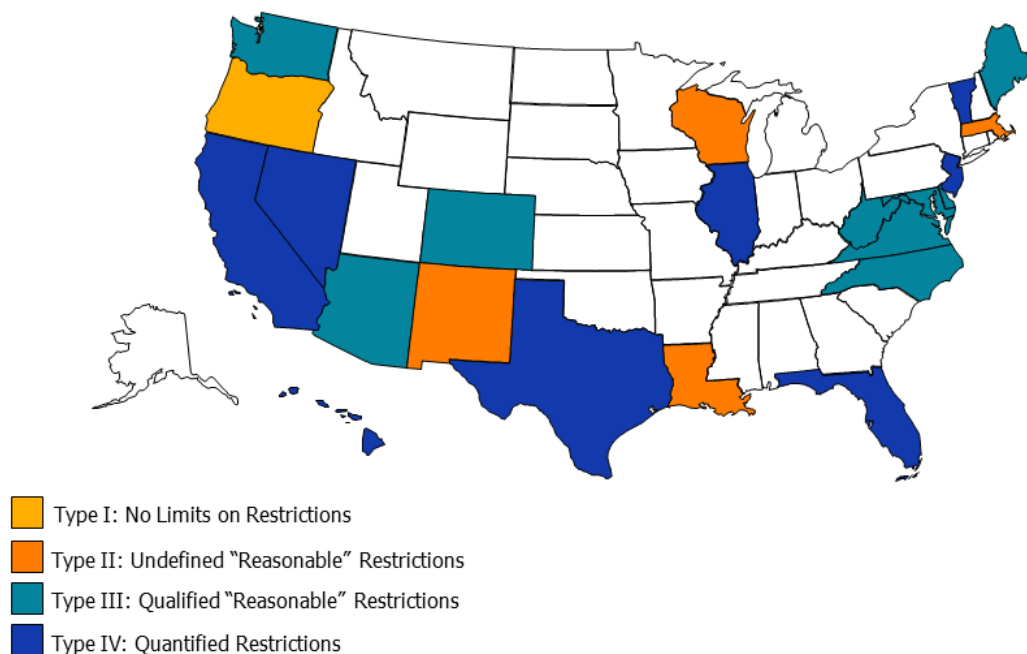 Type I: No Limits on Restrictions
Type II: Undefined “Reasonable” Restrictions
Type III: Qualified “Reasonable” Restrictions
Type IV: Quantified Restrictions